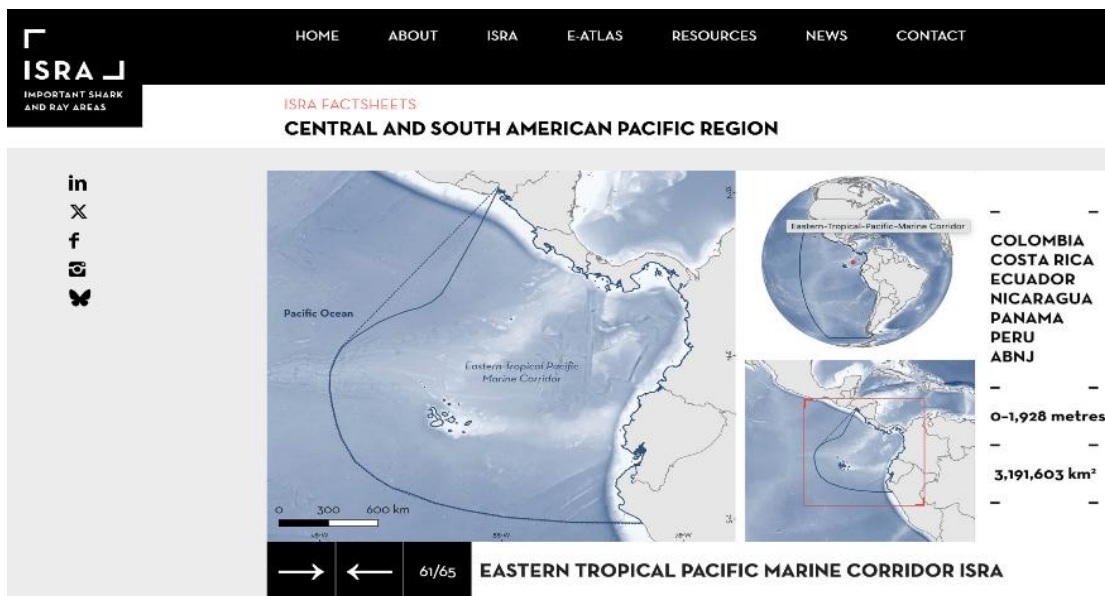 ISRA
IMPORTANT SHARK
AND RAY AREAS
HOME ABOUT ISRA E-ATLAS RESOURCES NEWS CONTACT
ISRA FACTSHEETS
CENTRAL AND SOUTH AMERICAN PACIFIC REGION
in
X
f
Pacific Ocean
Eastern Tropical Pacific
Marine Corridor
0 300 600 km
Eastern-Tropical-Pacific-Marine Corridor
COLOMBIA
COSTA RICA
ECUADOR
NICARAGUA
PANAMA
PERU
ABNJ
0–1,928 metres
3,191,603 km²
61/65
EASTERN TROPICAL PACIFIC MARINE CORRIDOR ISRA